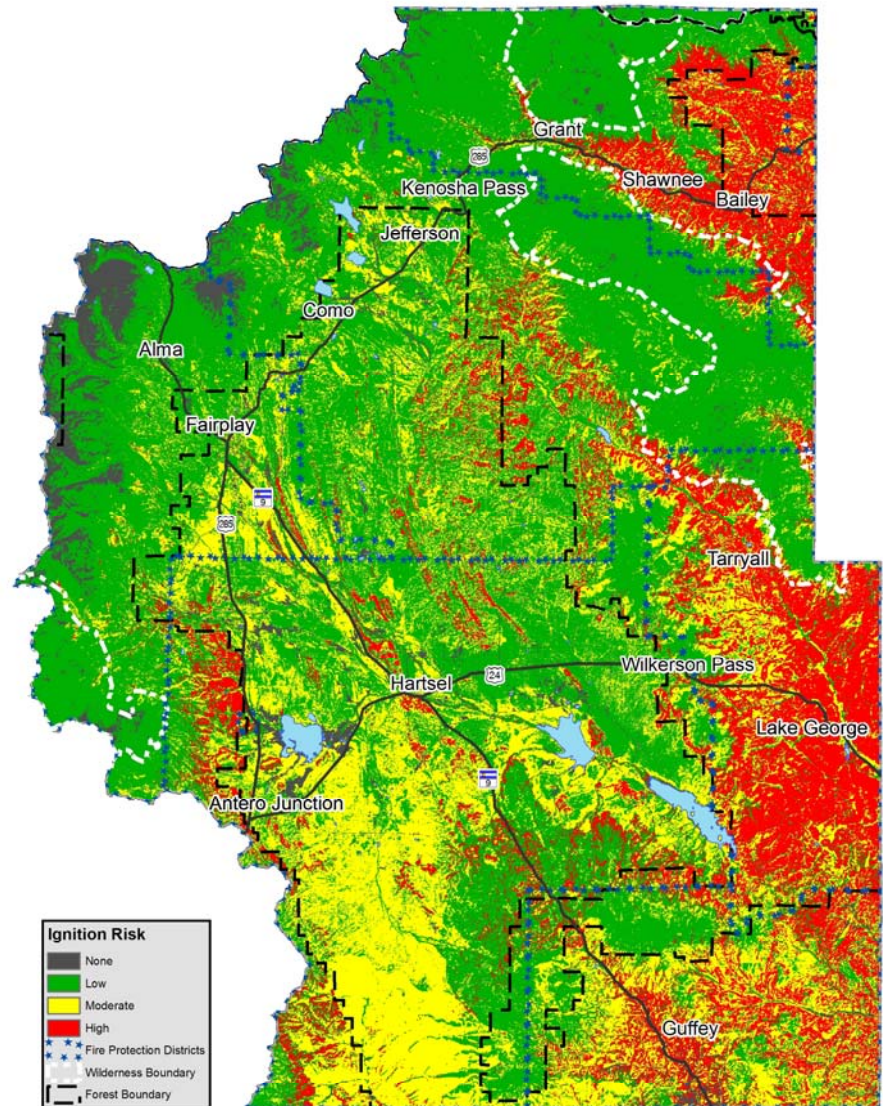 Grant
285
Shawnee
Kenosha Pass
Bailey
Jefferson
Como
Alma
Fairplay
9
285
Tarryall
Wilkerson Pass
24
Hartsel
Lake George
9
Antero Junction
Guffey
Ignition Risk
None
Low
Moderate
High
Fire Protection Districts
Wilderness Boundary
Forest Boundary